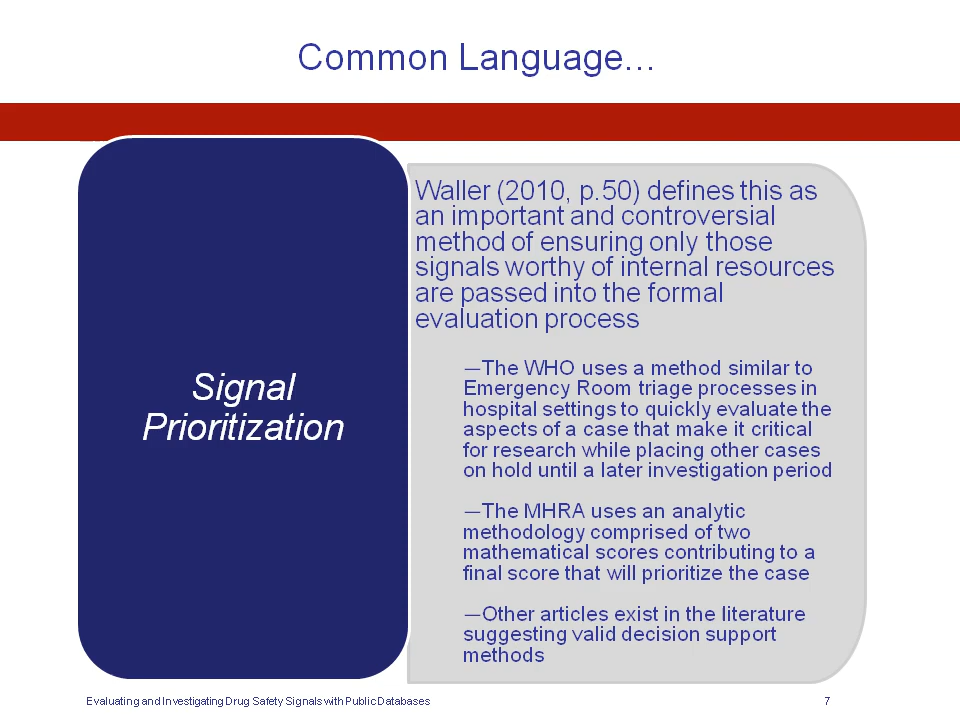 Common Language...
Signal
Prioritization
Waller (2010, p.50) defines this as
an important and controversial
method of ensuring only those
signals worthy of internal resources
are passed into the formal
evaluation process
—The WHO uses a method similar to
Emergency Room triage processes in
hospital settings to quickly evaluate the
aspects of a case that make it critical
for research while placing other cases
on hold until a later investigation period
—The MHRA uses an analytic
methodology comprised of two
mathematical scores contributing to a
final score that will prioritize the case
—Other articles exist in the literature
suggesting valid decision support
methods
Evaluating and Investigating Drug Safety Signals with Public Databases
7